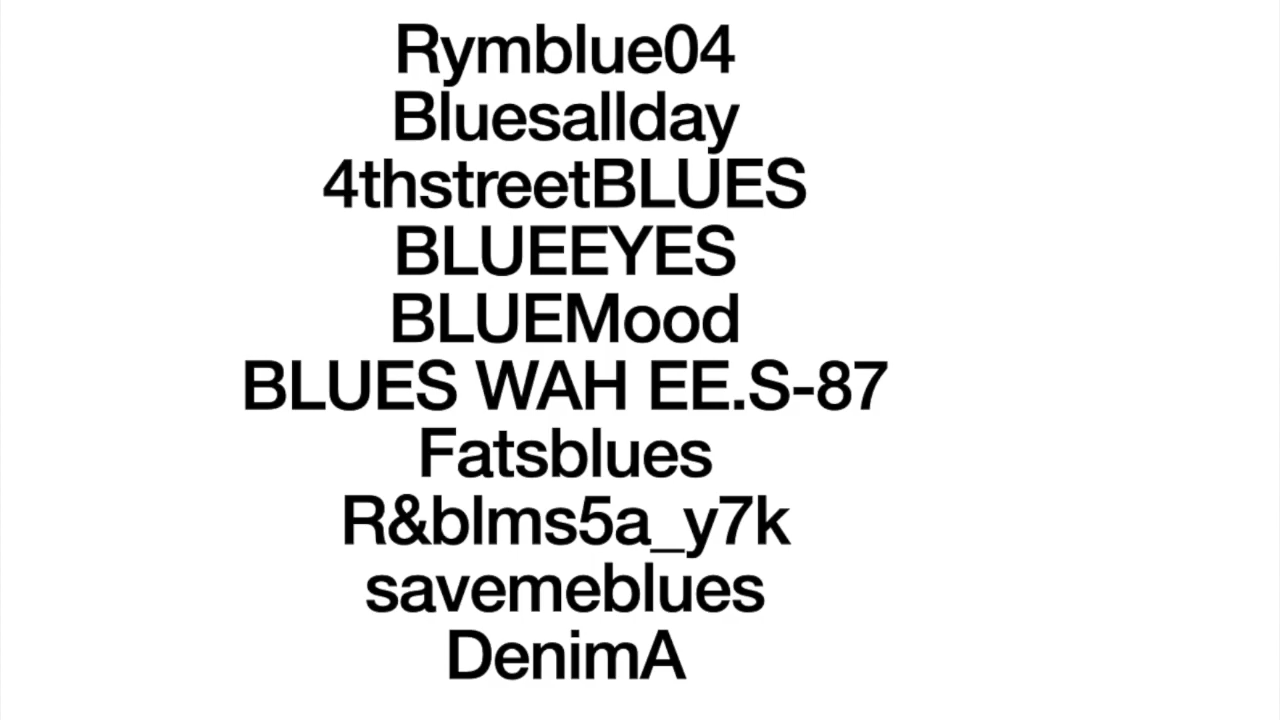 Rymblue04
Bluesallday
4thstreetBLUES
BLUEEYES
BLUEMood
BLUES WAH EE.S-87
Fatsblues
R&blms5a_y7k
savemeblues
DenimA